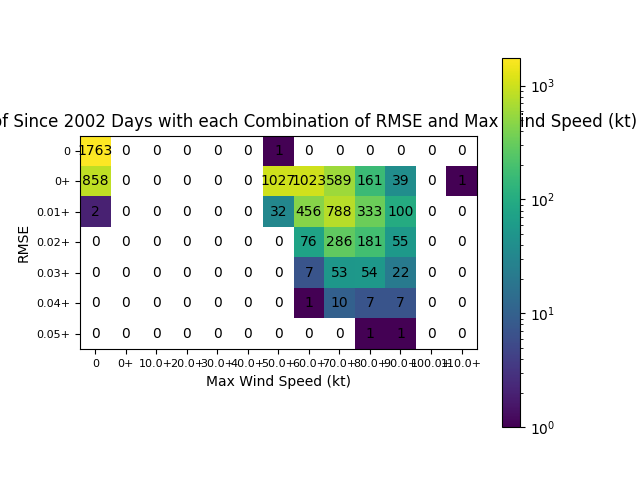 of Since 2002 Days with each Combination of RMSE and Max Wind Speed (kt)
RMSE
0 1763 0 0 0 0 0 1 0 0 0 0 0 0
0+ 858 0 0 0 0 0 1027 1023 589 161 39 0 1
0.01+ 2 0 0 0 0 0 32 456 788 333 100 0 0
0.02+ 0 0 0 0 0 0 0 76 286 181 55 0 0
0.03+ 0 0 0 0 0 0 0 7 53 54 22 0 0
0.04+ 0 0 0 0 0 0 0 1 10 7 7 0 0
0.05+ 0 0 0 0 0 0 0 0 0 1 1 0 0
0 0+ 10.0+ 20.0+ 30.0+ 40.0+ 50.0+ 60.0+ 70.0+ 80.0+ 90.0+ 100.0+ 110.0+
Max Wind Speed (kt)
10³
10²
10¹
10⁰